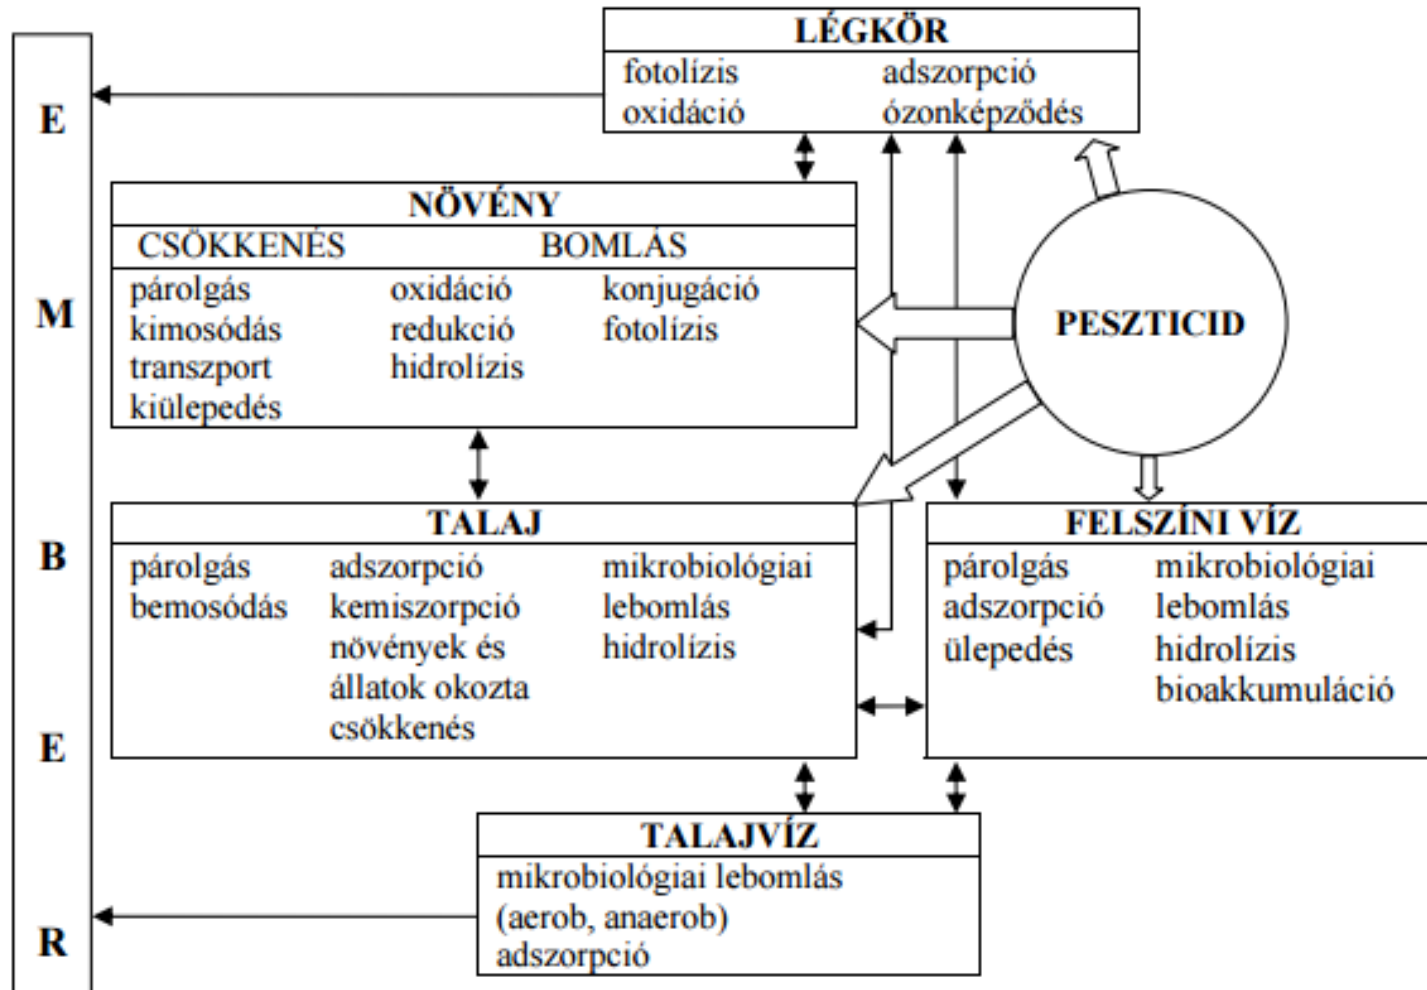 LÉGKÖR
fotolízis adszorpció
oxidáció ózonképződés
E
M
B
E
R
NÖVÉNY
CSÖKKENÉS BOMLÁS
párolgás oxidáció konjugáció
kimosódás redukció fotolízis
transzport hidrolízis
kiülepedés
PESZTICID
TALAJ
párolgás adszorpció mikrobiológiai
bemosódás kemiszorpció lebomlás
növények és hidrolízis
állatok okozta
csökkenés
FELSZÍNI VÍZ
párolgás mikrobiológiai
adszorpció lebomlás
ülepedés hidrolízis
bioakkumuláció
TALAJVÍZ
mikrobiológiai lebomlás
(aerob, anaerob)
adszorpció